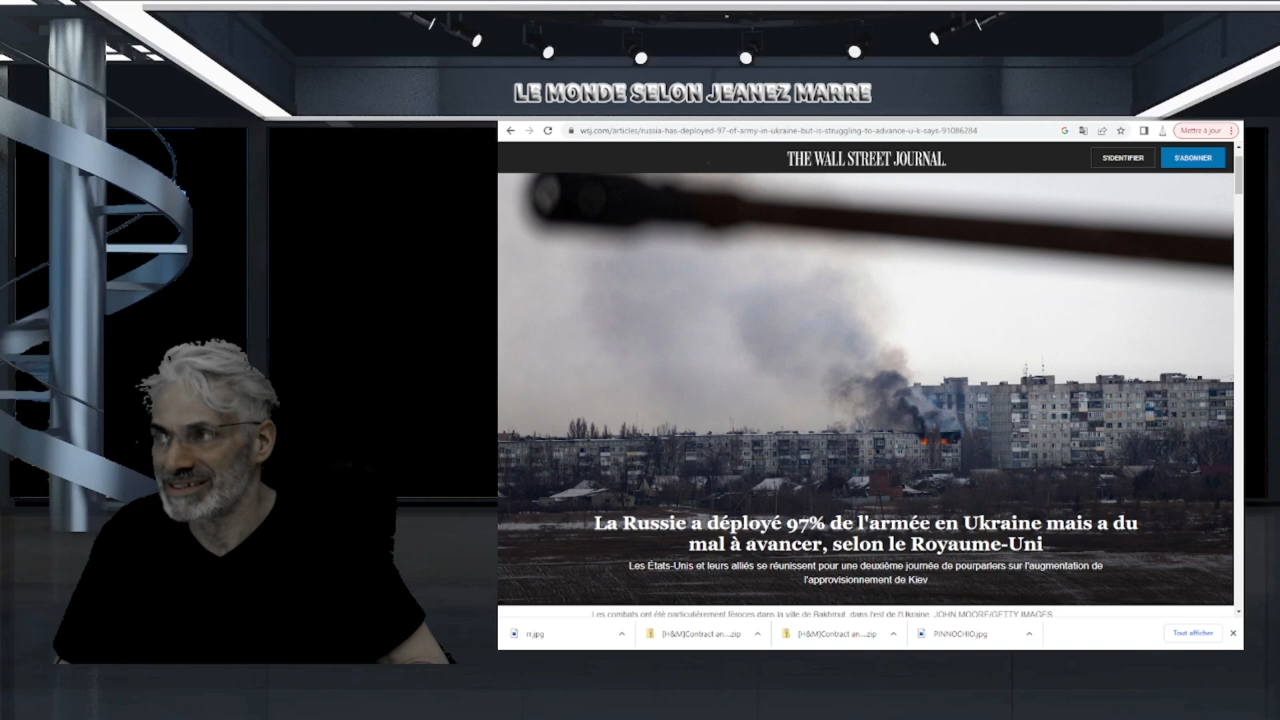 LE MONDE SELON JEANEZ MARRE
wsj.com/articles/russia-has-deployed-97-of-army-in-ukraine-but-is-struggling-to-advance-u-k-says-91086284
Mettre à jour
THE WALL STREET JOURNAL.
S'IDENTIFIER
S'ABONNER
La Russie a déployé 97% de l'armée en Ukraine mais a du
mal à avancer, selon le Royaume-Uni
Les États-Unis et leurs alliés se réunissent pour une deuxième journée de pourparlers sur l'augmentation de
l'approvisionnement de Kiev
Les combats ont été particulièrement féroces dans la ville de Bakhmut, dans l'est de l'Ukraine. JOHN MOORE/GETTY IMAGES
rr.jpg
[H&M]Contract an....zip
[H&M]Contract an....zip
PINNOCHIO.jpg
Tout afficher